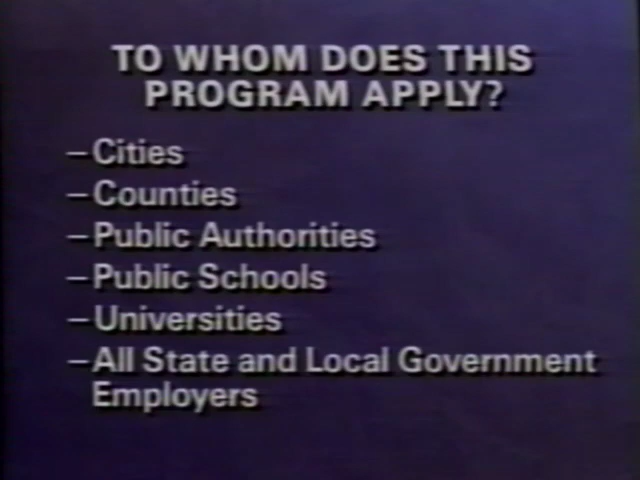 TO WHOM DOES THIS
PROGRAM APPLY?
–Cities
–Counties
–Public Authorities
–Public Schools
–Universities
–All State and Local Government
Employers